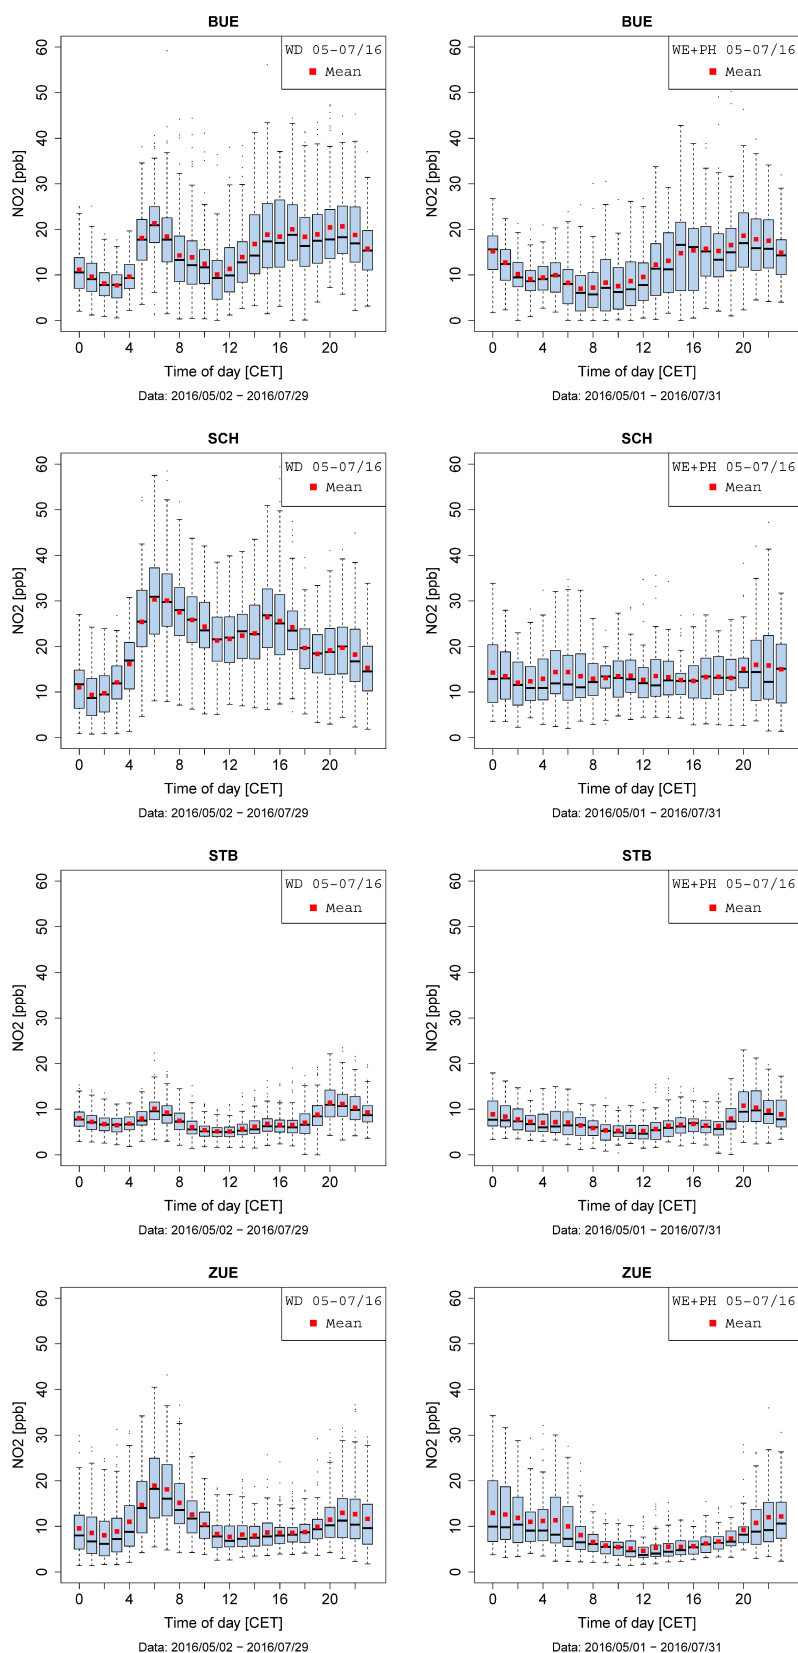 BUE
WD 05-07/16
Mean
NO2 [ppb]
60
50
40
30
20
10
0
0 4 8 12 16 20
Time of day [CET]
Data: 2016/05/02 − 2016/07/29
BUE
WE+PH 05-07/16
Mean
NO2 [ppb]
60
50
40
30
20
10
0
0 4 8 12 16 20
Time of day [CET]
Data: 2016/05/01 − 2016/07/31
SCH
WD 05-07/16
Mean
NO2 [ppb]
60
50
40
30
20
10
0
0 4 8 12 16 20
Time of day [CET]
Data: 2016/05/02 − 2016/07/29
SCH
WE+PH 05-07/16
Mean
NO2 [ppb]
60
50
40
30
20
10
0
0 4 8 12 16 20
Time of day [CET]
Data: 2016/05/01 − 2016/07/31
STB
WD 05-07/16
Mean
NO2 [ppb]
60
50
40
30
20
10
0
0 4 8 12 16 20
Time of day [CET]
Data: 2016/05/02 − 2016/07/29
STB
WE+PH 05-07/16
Mean
NO2 [ppb]
60
50
40
30
20
10
0
0 4 8 12 16 20
Time of day [CET]
Data: 2016/05/01 − 2016/07/31
ZUE
WD 05-07/16
Mean
NO2 [ppb]
60
50
40
30
20
10
0
0 4 8 12 16 20
Time of day [CET]
Data: 2016/05/02 − 2016/07/29
ZUE
WE+PH 05-07/16
Mean
NO2 [ppb]
60
50
40
30
20
10
0
0 4 8 12 16 20
Time of day [CET]
Data: 2016/05/01 − 2016/07/31